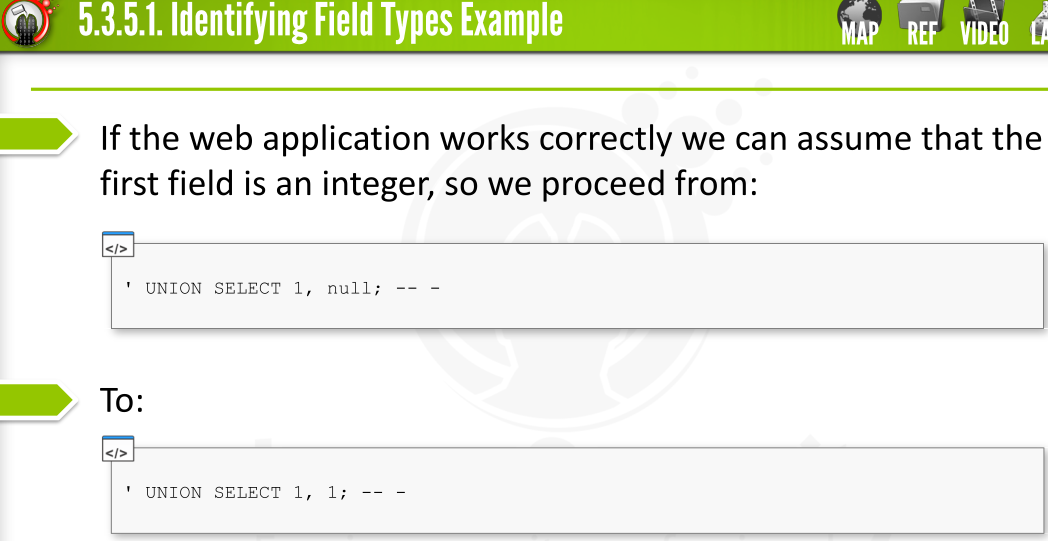 5.3.5.1. Identifying Field Types Example
MAP REF VIDEO
If the web application works correctly we can assume that the
first field is an integer, so we proceed from:
</>
' UNION SELECT 1, null; -- -
To:
</>
' UNION SELECT 1, 1; -- -